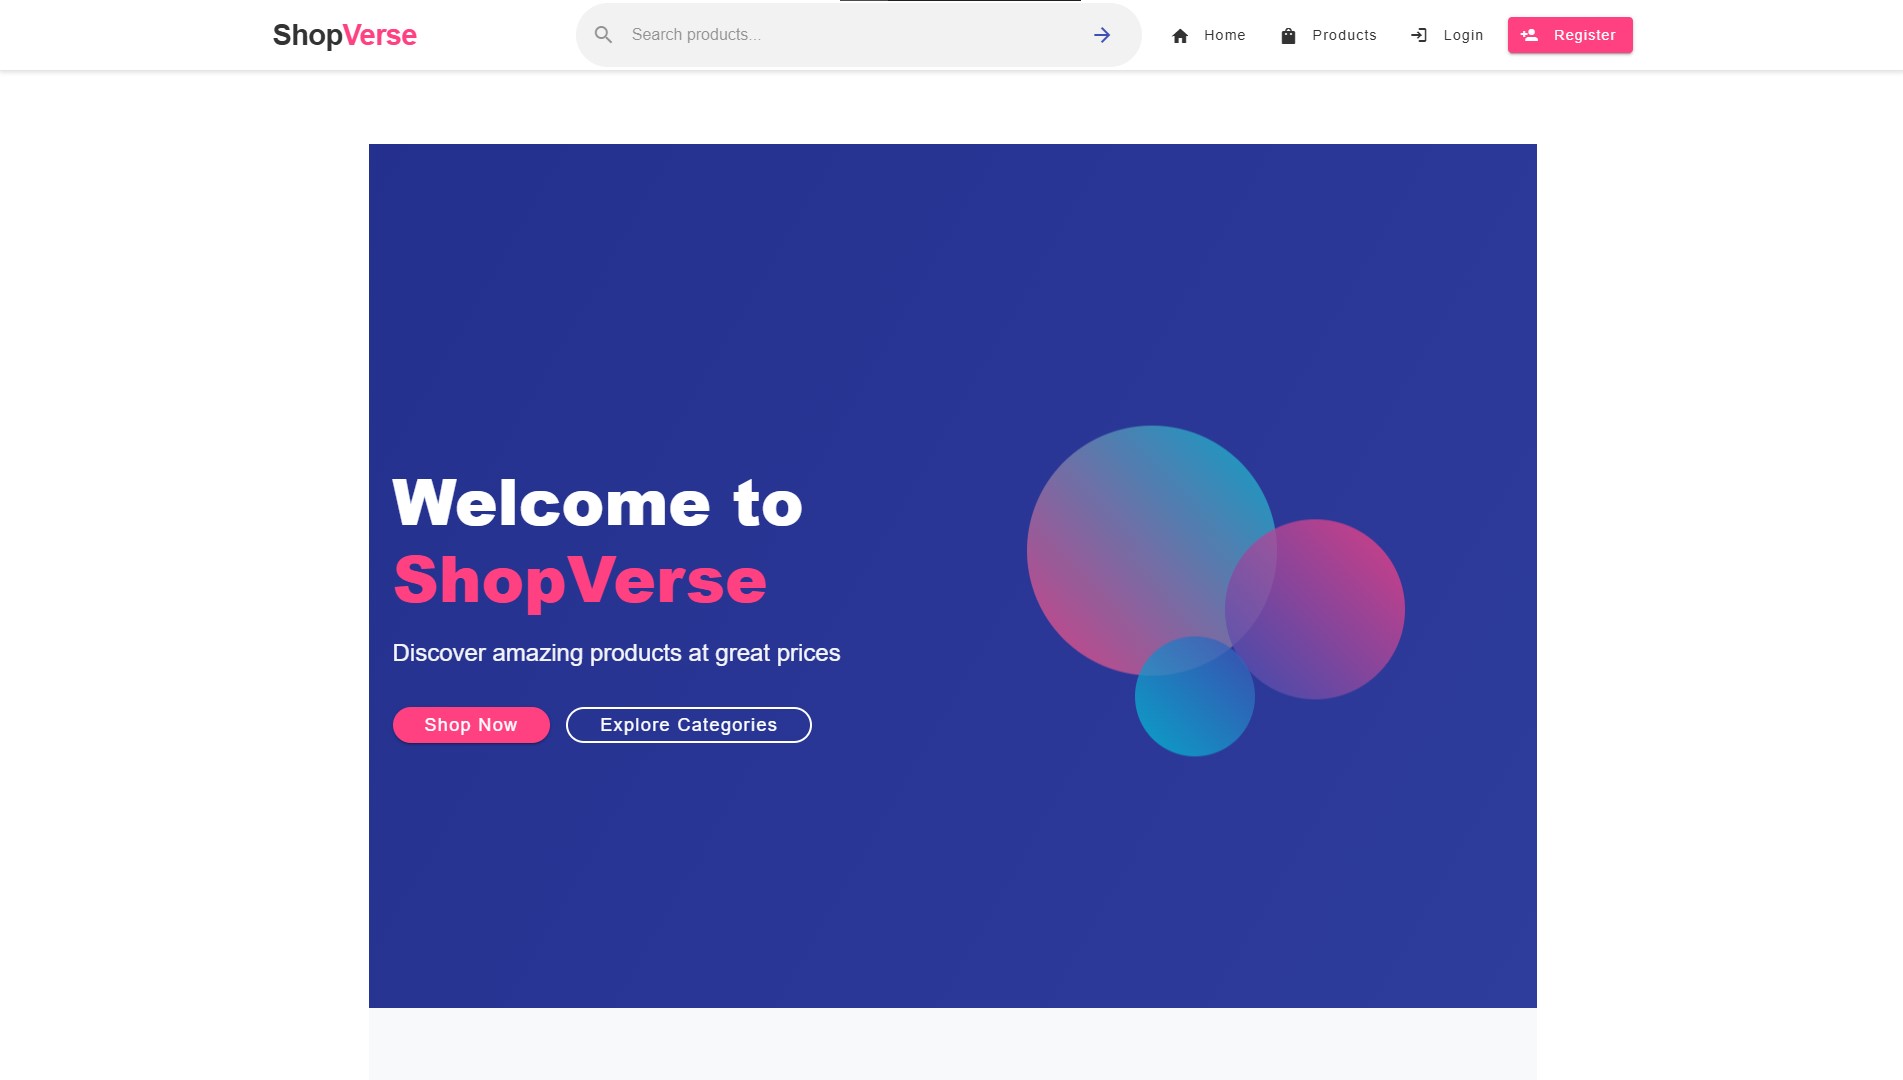 ShopVerse
Search products...
Home
Products
Login
Register
Welcome to
ShopVerse
Discover amazing products at great prices
Shop Now
Explore Categories